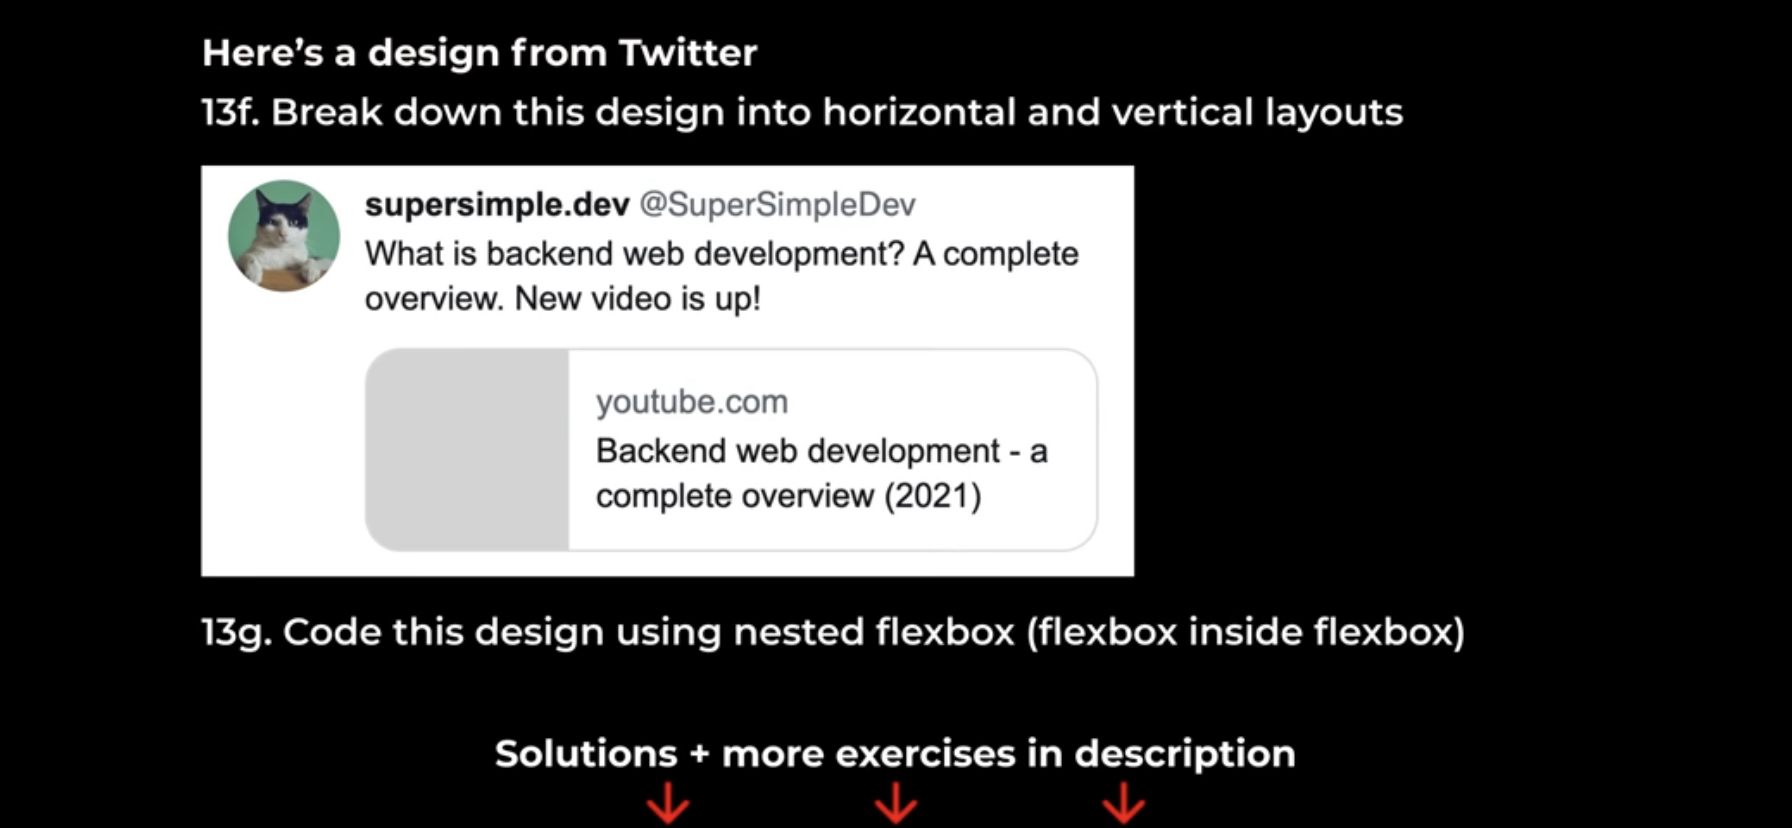 Here's a design from Twitter
13f. Break down this design into horizontal and vertical layouts
supersimple.dev @SuperSimpleDev
What is backend web development? A complete
overview. New video is up!
youtube.com
Backend web development - a
complete overview (2021)
13g. Code this design using nested flexbox (flexbox inside flexbox)
Solutions + more exercises in description